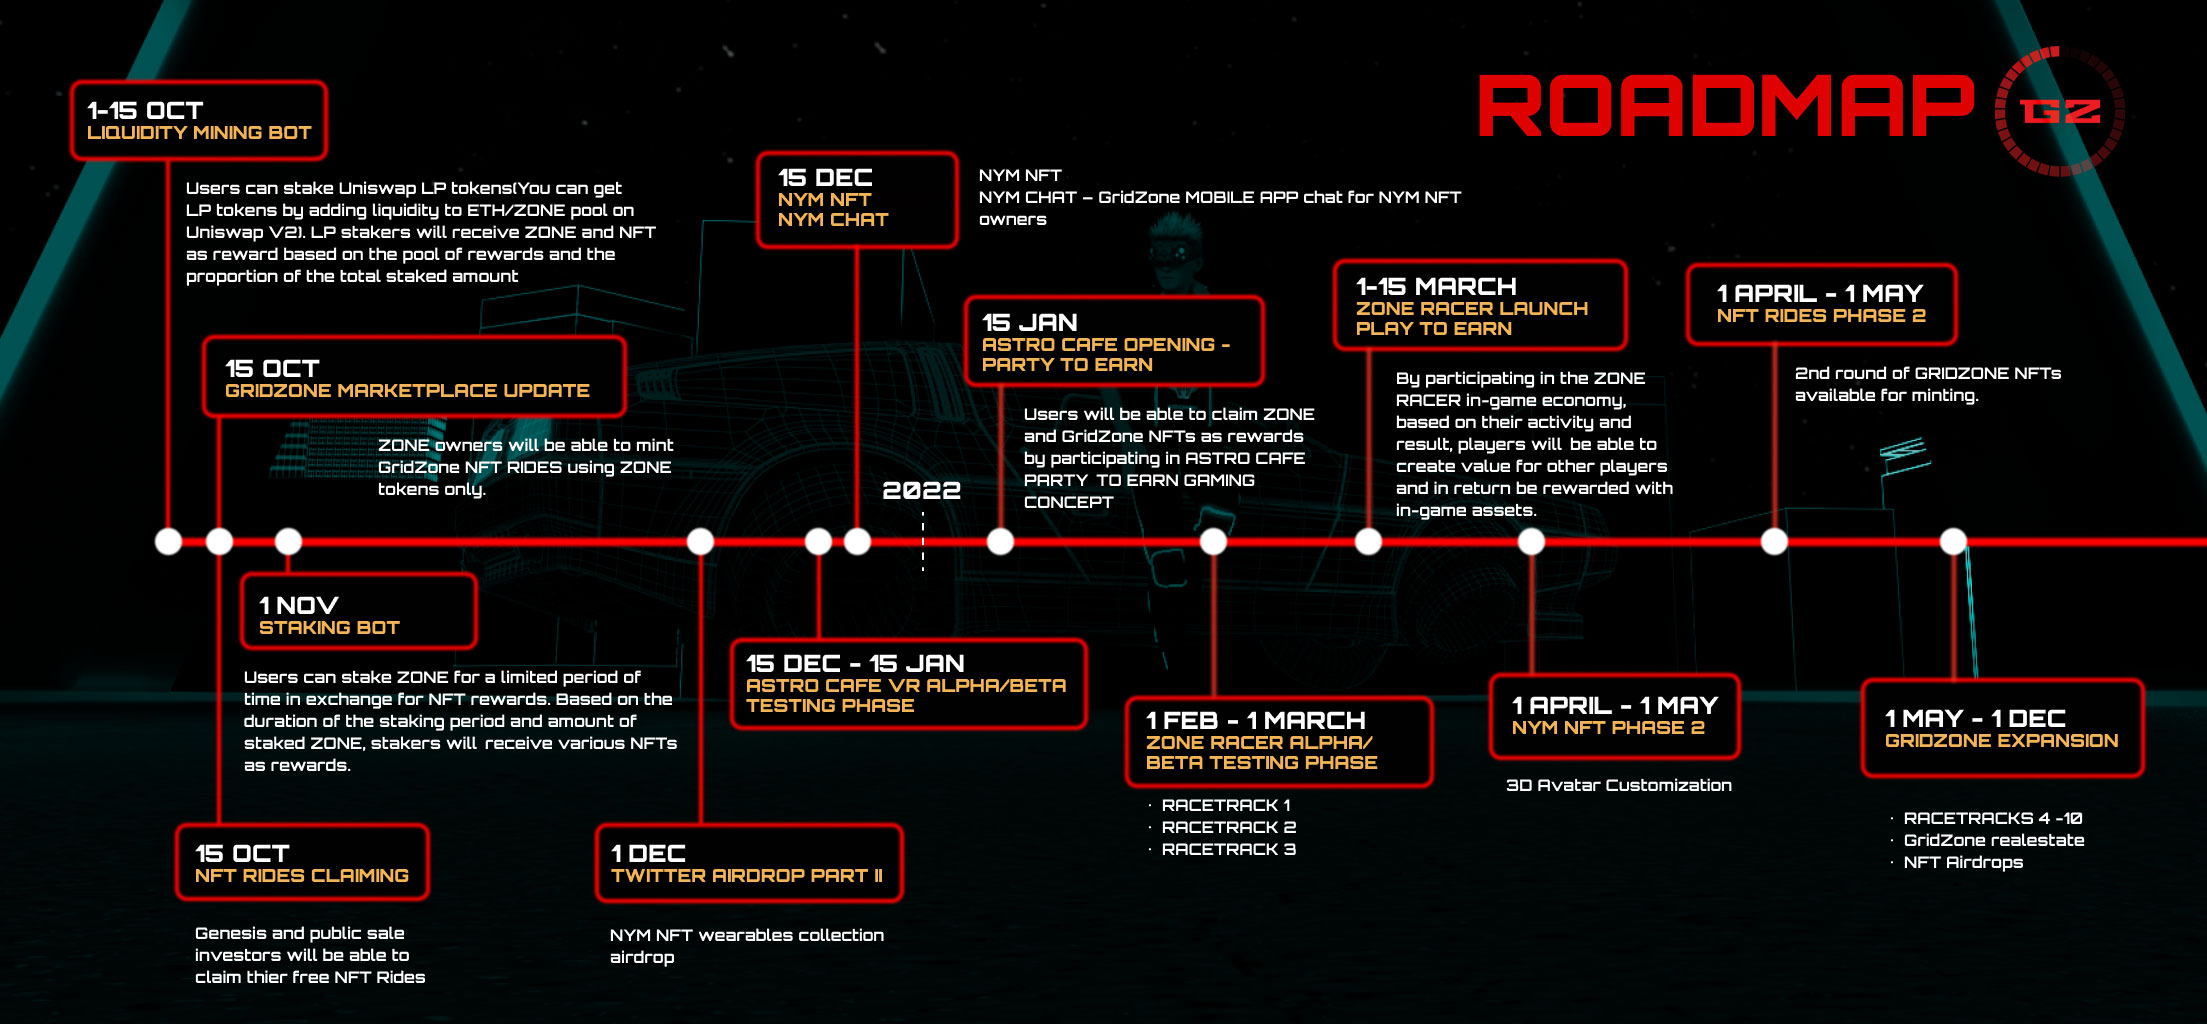 ROADMAP
GZ
1-15 OCT
LIQUIDITY MINING BOT
Users can stake Uniswap LP tokens(You can get
LP tokens by adding liquidity to ETH/ZONE pool on
Uniswap V2). LP stakers will receive ZONE and NFT
as reward based on the pool of rewards and the
proportion of the total staked amount
15 OCT
GRIDZONE MARKETPLACE UPDATE
ZONE owners will be able to mint
GridZone NFT RIDES using ZONE
tokens only.
15 OCT
NFT RIDES CLAIMING
Genesis and public sale
investors will be able to
claim thier free NFT Rides
1 NOV
STAKING BOT
Users can stake ZONE for a limited period of
time in exchange for NFT rewards. Based on the
duration of the staking period and amount of
staked ZONE, stakers will receive various NFTs
as rewards.
1 DEC
TWITTER AIRDROP PART II
NYM NFT wearables collection
airdrop
15 DEC - 15 JAN
ASTRO CAFE VR ALPHA/BETA
TESTING PHASE
15 DEC
NYM NFT
NYM CHAT
NYM NFT
NYM CHAT – GridZone MOBILE APP chat for NYM NFT
owners
2022
15 JAN
ASTRO CAFE OPENING -
PARTY TO EARN
Users will be able to claim ZONE
and GridZone NFTs as rewards
by participating in ASTRO CAFE
PARTY TO EARN GAMING
CONCEPT
1 FEB - 1 MARCH
ZONE RACER ALPHA/
BETA TESTING PHASE
· RACETRACK 1
· RACETRACK 2
· RACETRACK 3
1-15 MARCH
ZONE RACER LAUNCH
PLAY TO EARN
By participating in the ZONE
RACER in-game economy,
based on their activity and
result, players will be able to
create value for other players
and in return be rewarded with
in-game assets.
1 APRIL - 1 MAY
NYM NFT PHASE 2
3D Avatar Customization
1 APRIL - 1 MAY
NFT RIDES PHASE 2
2nd round of GRIDZONE NFTs
available for minting.
1 MAY - 1 DEC
GRIDZONE EXPANSION
· RACETRACKS 4 -10
· GridZone realestate
· NFT Airdrops